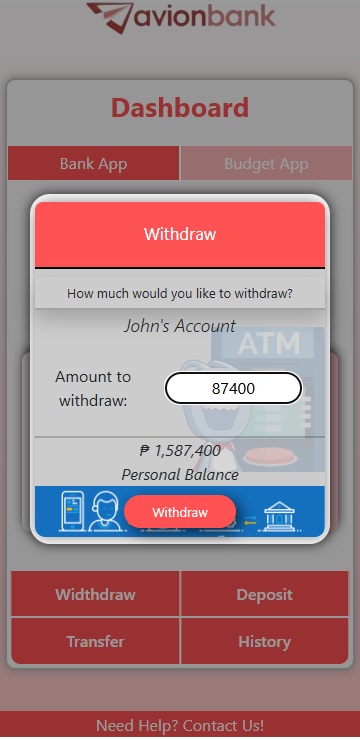 avionbank
Dashboard
Bank App
Budget App
Withdraw
How much would you like to withdraw?
John's Account
ATM
Amount to
withdraw:
87400
₱ 1,587,400
Personal Balance
Withdraw
Widthdraw
Deposit
Transfer
History
Need Help? Contact Us!